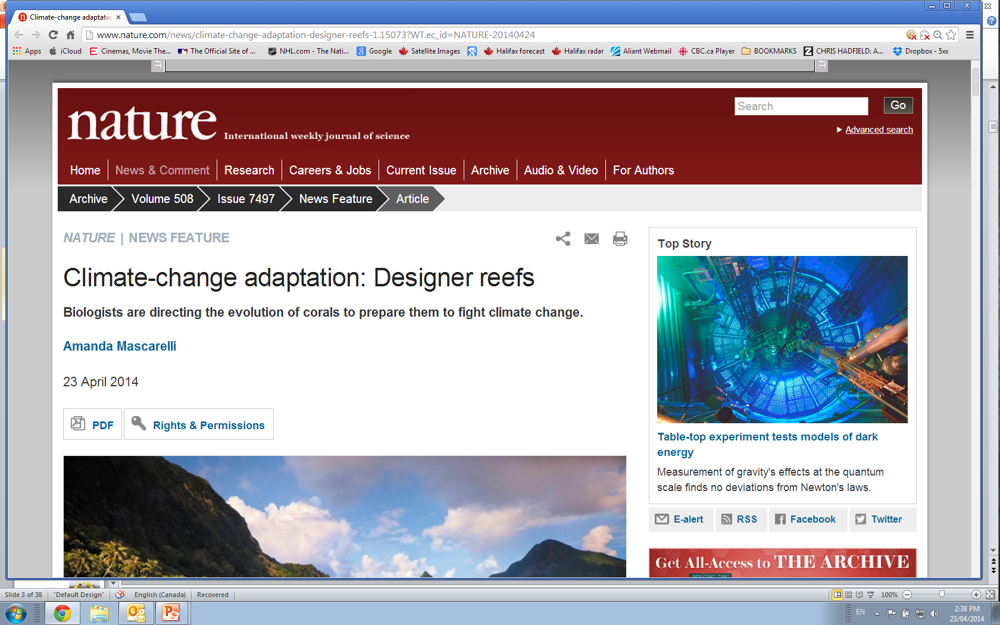 Climate-change adaptatio
www.nature.com/news/climate-change-adaptation-designer-reefs-1.15073?WT.ec_id=NATURE-20140424
Apps iCloud Cinemas, Movie The... The Official Site of ... NHL.com - The Nati... Google Satellite Images Halifax forecast Halifax radar Aliant Webmail CBC.ca Player BOOKMARKS CHRIS HADFIELD: A... Dropbox - 5xx
nature International weekly journal of science
Search Go
Advanced search
Home News & Comment Research Careers & Jobs Current Issue Archive Audio & Video For Authors
Archive Volume 508 Issue 7497 News Feature Article
NATURE | NEWS FEATURE
Climate-change adaptation: Designer reefs
Biologists are directing the evolution of corals to prepare them to fight climate change.
Amanda Mascarelli
23 April 2014
PDF Rights & Permissions
Top Story
Table-top experiment tests models of dark
energy
Measurement of gravity's effects at the quantum
scale finds no deviations from Newton's laws.
E-alert RSS Facebook Twitter
Get All-Access to THE ARCHIVE
Slide 3 of 38 "Default Design" English (Canada) Recovered 100%
EN 2:38 PM
23/04/2014